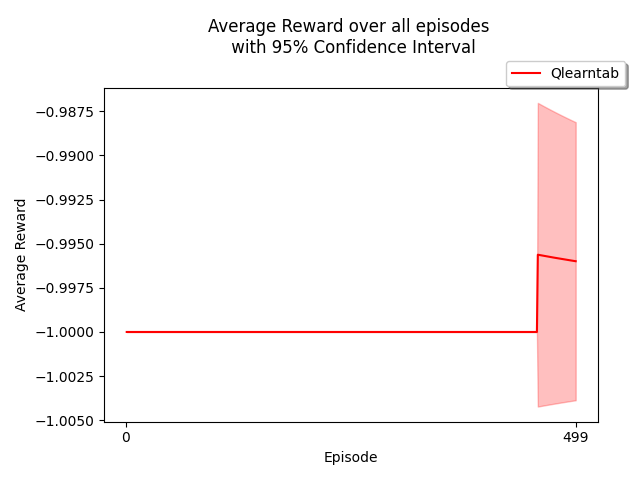 Average Reward over all episodes
with 95% Confidence Interval
Qlearntab
−0.9875
−0.9900
−0.9925
−0.9950
−0.9975
−1.0000
−1.0025
−1.0050
Average Reward
0
499
Episode